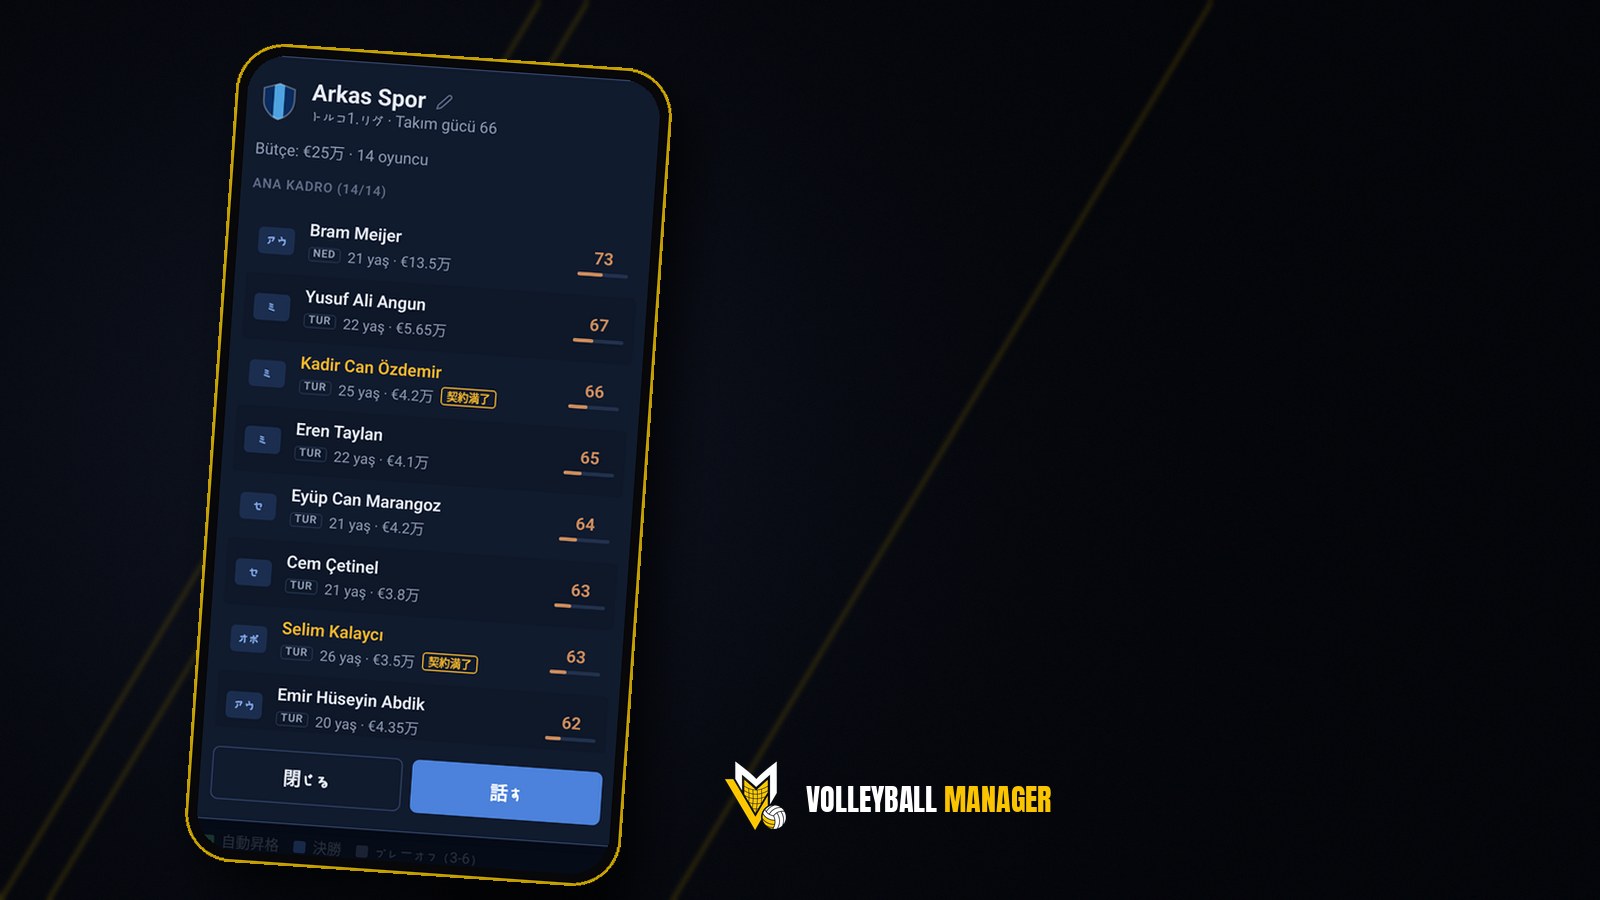 Arkas Spor
トルコ1.リーグ · Takım gücü 66
Bütçe: €25万 · 14 oyuncu
ANA KADRO (14/14)
アウ
Bram Meijer
NED 21 yaş · €13.5万
73
ミ
Yusuf Ali Angun
TUR 22 yaş · €5.65万
67
ミ
Kadir Can Özdemir
TUR 25 yaş · €4.2万 契約満了
66
ミ
Eren Taylan
TUR 22 yaş · €4.1万
65
セ
Eyüp Can Marangoz
TUR 21 yaş · €4.2万
64
セ
Cem Çetinel
TUR 21 yaş · €3.8万
63
オポ
Selim Kalaycı
TUR 26 yaş · €3.5万 契約満了
63
アウ
Emir Hüseyin Abdik
TUR 20 yaş · €4.35万
62
閉じる 話す
自動昇格 決勝 プレーオフ (3-6)
VOLLEYBALL MANAGER